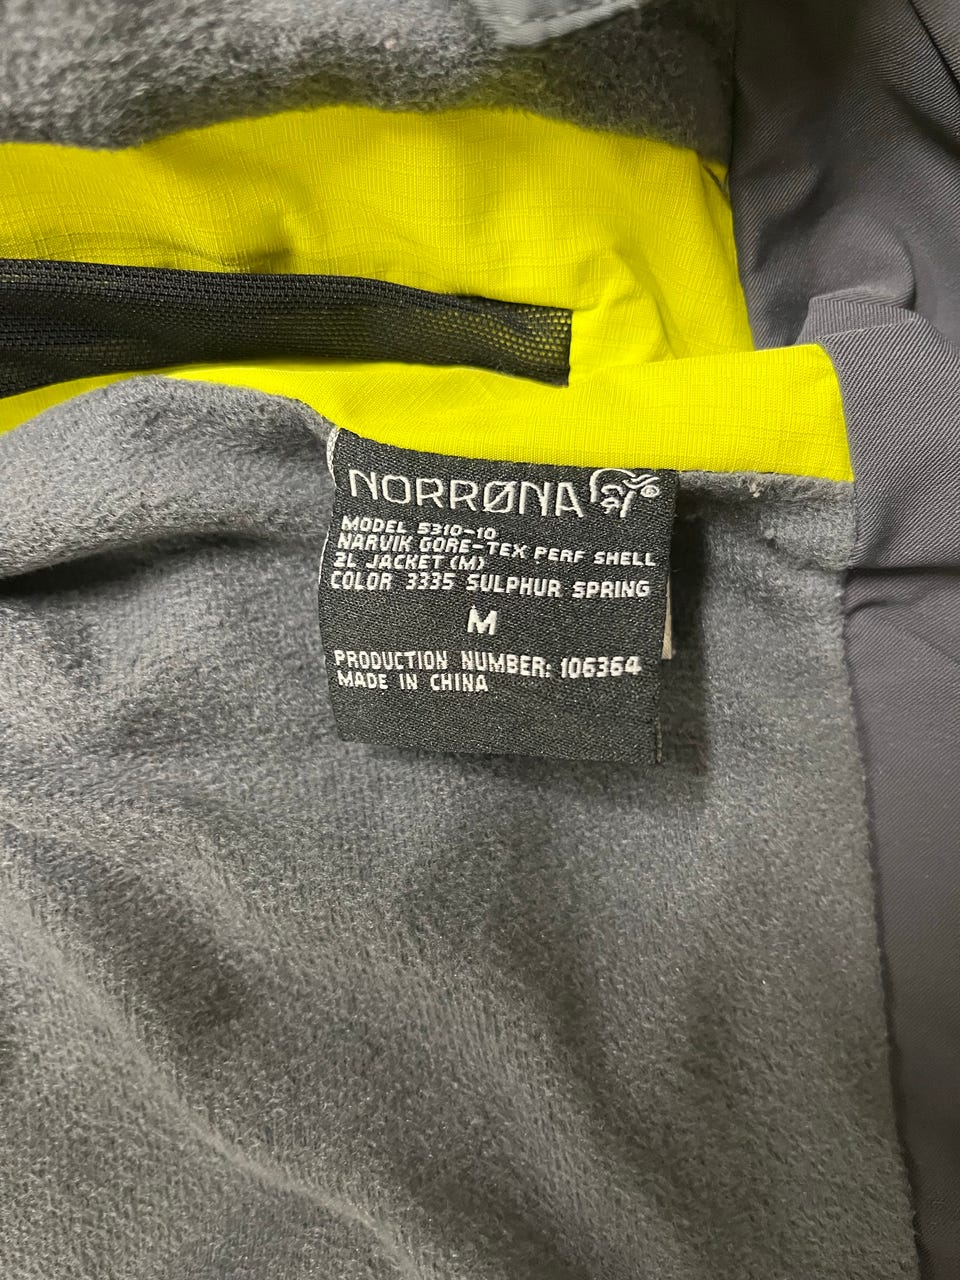 NORRØNA ®
MODEL 5310-10
NARVIK GORE-TEX PERF SHELL
2L JACKET (M)
COLOR 3335 SULPHUR SPRING
M
PRODUCTION NUMBER: 106364
MADE IN CHINA